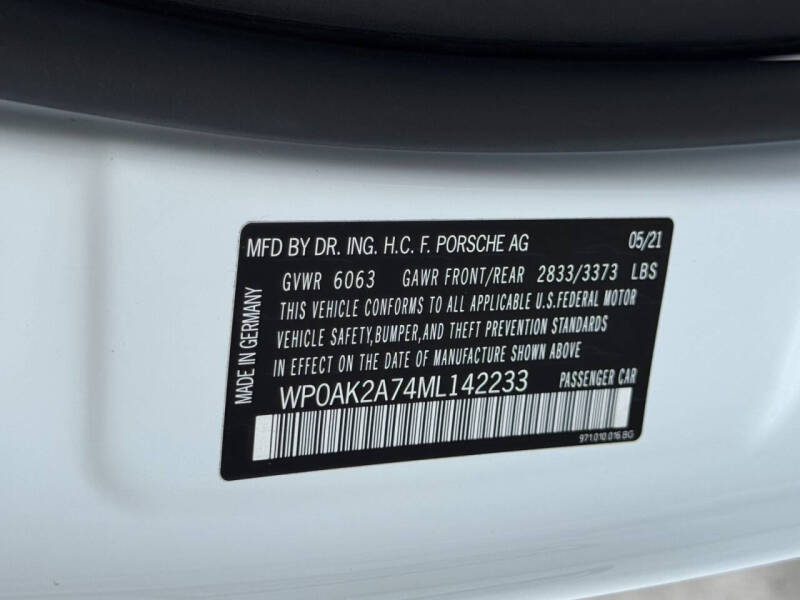 MFD BY DR. ING. H.C. F. PORSCHE AG 05/21
GVWR 6063 GAWR FRONT/REAR 2833/3373 LBS
THIS VEHICLE CONFORMS TO ALL APPLICABLE U.S.FEDERAL MOTOR
VEHICLE SAFETY,BUMPER,AND THEFT PREVENTION STANDARDS
IN EFFECT ON THE DATE OF MANUFACTURE SHOWN ABOVE
WP0AK2A74ML142233 PASSENGER CAR
971.010.016.BG
MADE IN GERMANY